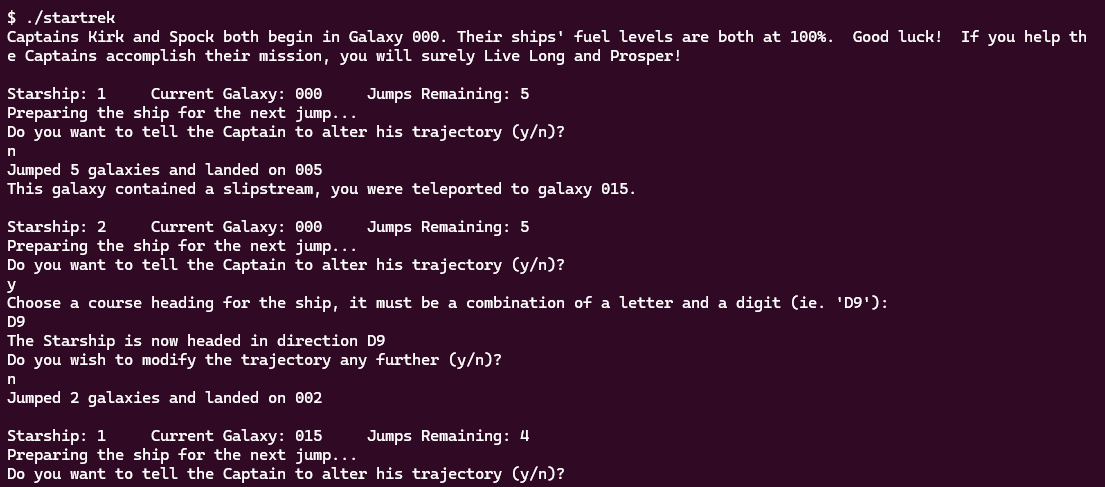 $ ./startrek
Captains Kirk and Spock both begin in Galaxy 000. Their ships' fuel levels are both at 100%.  Good luck!  If you help th
e Captains accomplish their mission, you will surely Live Long and Prosper!

Starship: 1     Current Galaxy: 000     Jumps Remaining: 5
Preparing the ship for the next jump...
Do you want to tell the Captain to alter his trajectory (y/n)?
n
Jumped 5 galaxies and landed on 005
This galaxy contained a slipstream, you were teleported to galaxy 015.

Starship: 2     Current Galaxy: 000     Jumps Remaining: 5
Preparing the ship for the next jump...
Do you want to tell the Captain to alter his trajectory (y/n)?
y
Choose a course heading for the ship, it must be a combination of a letter and a digit (ie. 'D9'):
D9
The Starship is now headed in direction D9
Do you wish to modify the trajectory any further (y/n)?
n
Jumped 2 galaxies and landed on 002

Starship: 1     Current Galaxy: 015     Jumps Remaining: 4
Preparing the ship for the next jump...
Do you want to tell the Captain to alter his trajectory (y/n)?